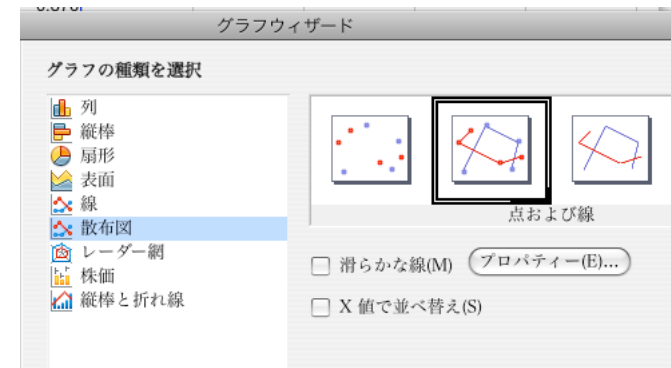 グラフウィザード
グラフの種類を選択
列
縦棒
扇形
表面
線
散布図
レーダー網
株価
縦棒と折れ線
点および線
滑らかな線(M)
プロパティー(E)...
X 値で並べ替え(S)